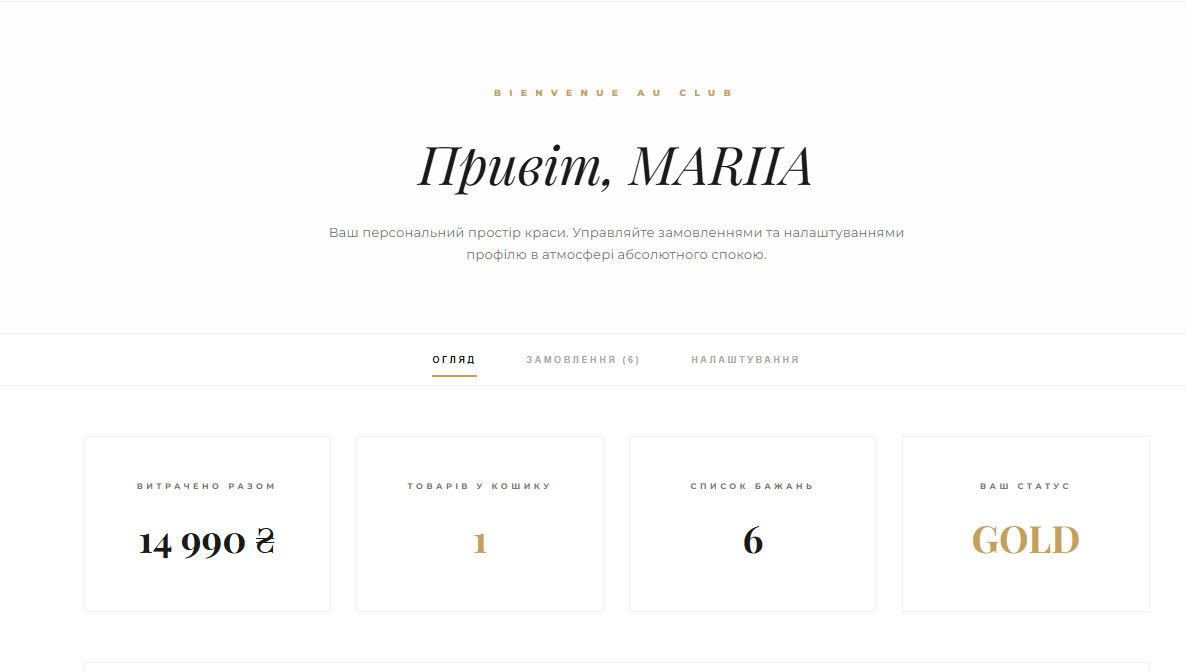 BIENVENUE AU CLUB
Привіт, MARIIA
Ваш персональний простір краси. Управляйте замовленнями та налаштуваннями
профілю в атмосфері абсолютного спокою.
ОГЛЯД ЗАМОВЛЕННЯ (6) НАЛАШТУВАННЯ
ВИТРАЧЕНО РАЗОМ
14 990 ₴
ТОВАРІВ У КОШИКУ
1
СПИСОК БАЖАНЬ
6
ВАШ СТАТУС
GOLD